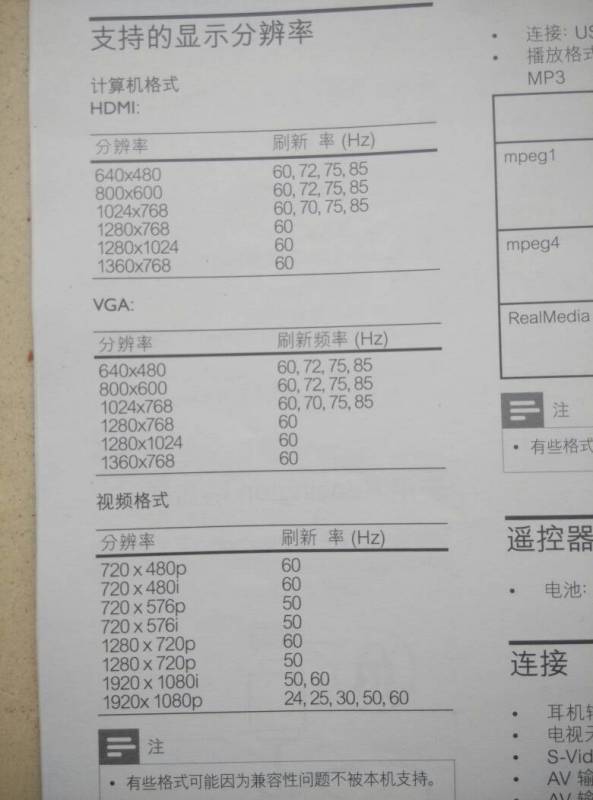 支持的显示分辨率
计算机格式
HDMI:
分辨率 刷新 率 (Hz)
640x480 60, 72, 75, 85
800x600 60, 72, 75, 85
1024x768 60, 70, 75, 85
1280x768 60
1280x1024 60
1360x768 60
VGA:
分辨率 刷新频率 (Hz)
640x480 60, 72, 75, 85
800x600 60, 72, 75, 85
1024x768 60, 70, 75, 85
1280x768 60
1280x1024 60
1360x768 60
视频格式
分辨率 刷新 率 (Hz)
720 x 480p 60
720 x 480i 60
720 x 576p 50
720 x 576i 50
1280 x 720p 60
1280 x 720p 50
1920 x 1080i 50, 60
1920x 1080p 24, 25, 30, 50, 60
注
• 有些格式可能因为兼容性问题不被本机支持。
• 连接: US
• 播放格式
MP3
mpeg1
mpeg4
RealMedia
注
• 有些格式
遥控器
• 电池:
连接
• 耳机
• 电视天
• S-Vid
• AV 输
• AV 输